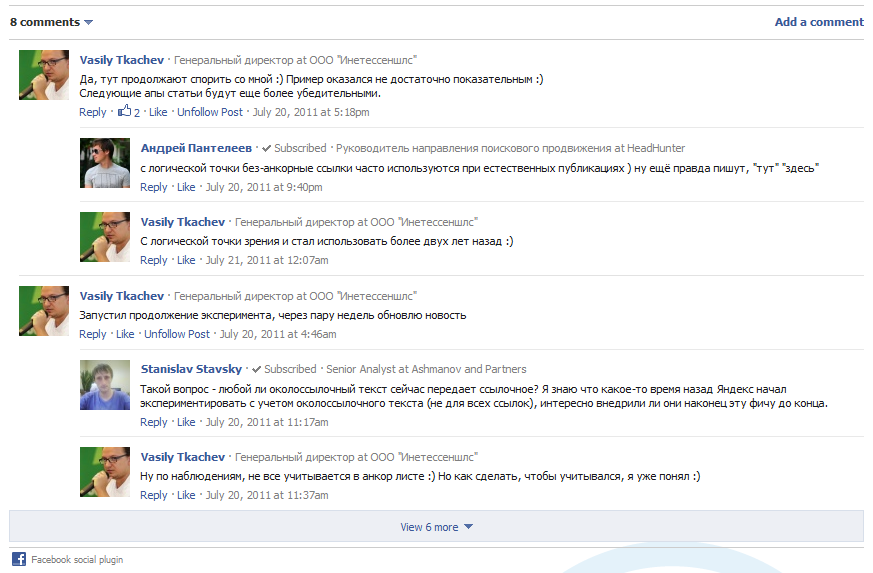 8 comments
Add a comment
Vasily Tkachev · Генеральный директор at ООО "Инетессеншлс"
Да, тут продолжают спорить со мной :) Пример оказался не достаточно показательным :)
Следующие апы статьи будут еще более убедительными.
Reply · 2 · Like · Unfollow Post · July 20, 2011 at 5:18pm
Андрей Пантелеев · Subscribed · Руководитель направления поискового продвижения at HeadHunter
с логической точки без-анкорные ссылки часто используются при естественных публикациях ) ну ещё правда пишут, "тут" "здесь"
Reply · Like · July 20, 2011 at 9:40pm
Vasily Tkachev · Генеральный директор at ООО "Инетессеншлс"
С логической точки зрения и стал использовать более двух лет назад :)
Reply · Like · July 21, 2011 at 12:07am
Vasily Tkachev · Генеральный директор at ООО "Инетессеншлс"
Запустил продолжение эксперимента, через пару недель обновлю новость
Reply · Like · Unfollow Post · July 20, 2011 at 4:46am
Stanislav Stavsky · Subscribed · Senior Analyst at Ashmanov and Partners
Такой вопрос - любой ли околоссылочный текст сейчас передает ссылочное? Я знаю что какое-то время назад Яндекс начал
экспериментировать с учетом околоссылочного текста (не для всех ссылок), интересно внедрили ли они наконец эту фичу до конца.
Reply · Like · July 20, 2011 at 11:17am
Vasily Tkachev · Генеральный директор at ООО "Инетессеншлс"
Ну по наблюдениям, не все учитывается в анкор листе :) Но как сделать, чтобы учитывался, я уже понял :)
Reply · Like · July 20, 2011 at 11:37am
View 6 more
Facebook social plugin